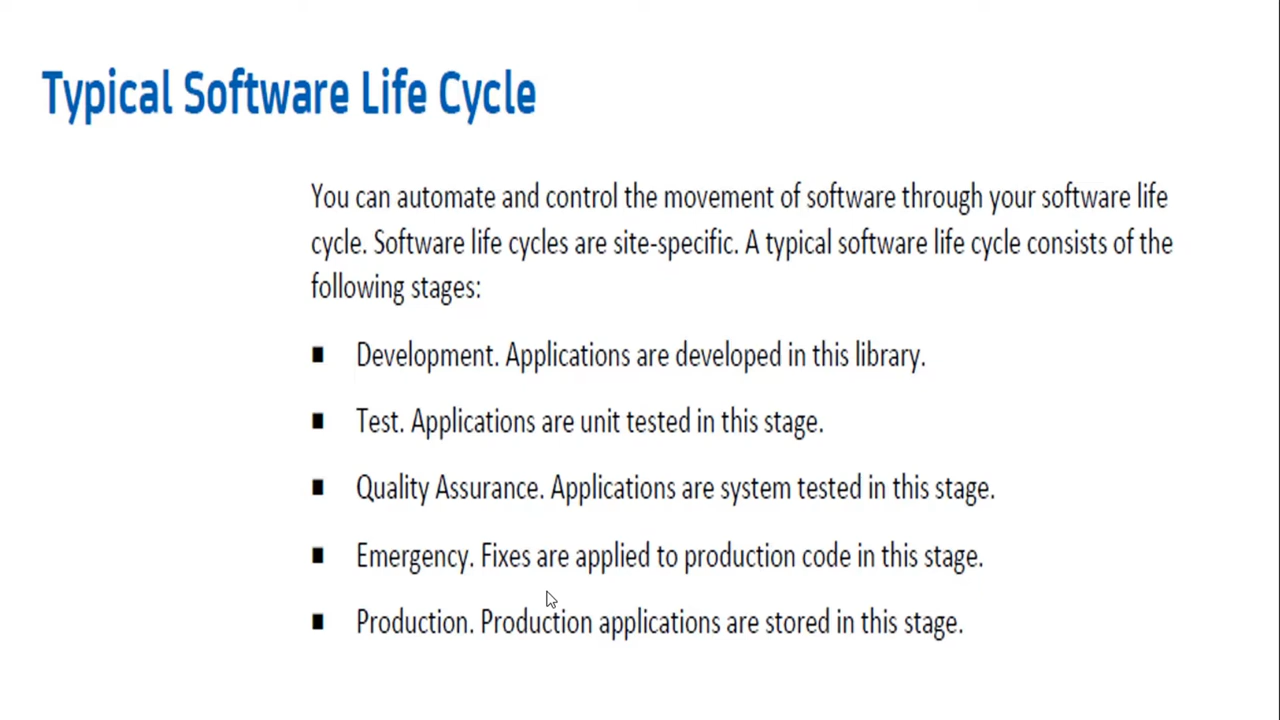 Typical Software Life Cycle
You can automate and control the movement of software through your software life
cycle. Software life cycles are site-specific. A typical software life cycle consists of the
following stages:
■ Development. Applications are developed in this library.
■ Test. Applications are unit tested in this stage.
■ Quality Assurance. Applications are system tested in this stage.
■ Emergency. Fixes are applied to production code in this stage.
■ Production. Production applications are stored in this stage.